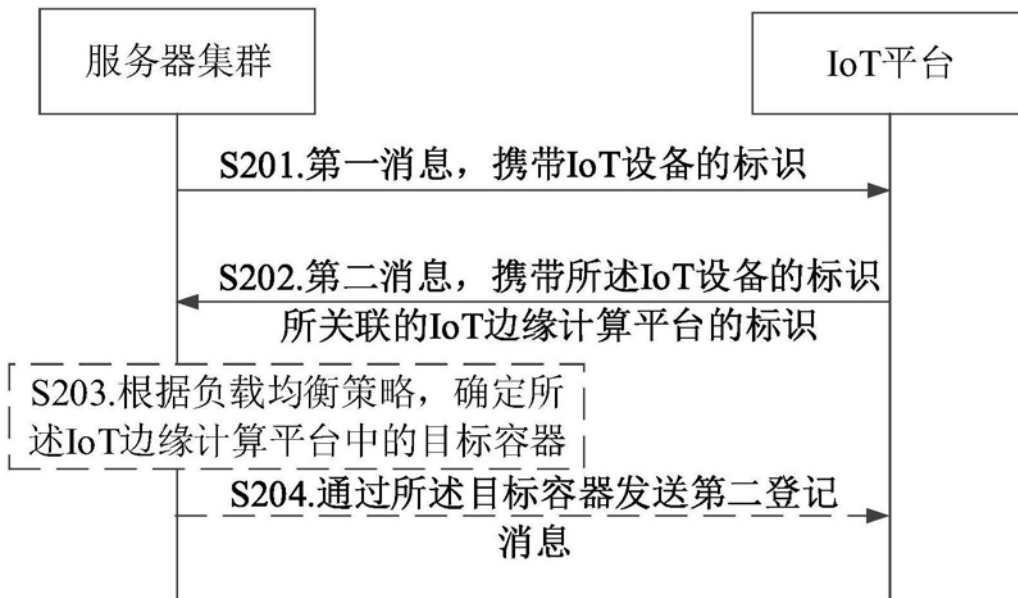 服务器集群
IoT平台
S201.第一消息，携带IoT设备的标识
S202.第二消息，携带所述IoT设备的标识
所关联的IoT边缘计算平台的标识
S203.根据负载均衡策略，确定所
述IoT边缘计算平台中的目标容器
S204.通过所述目标容器发送第二登记
消息